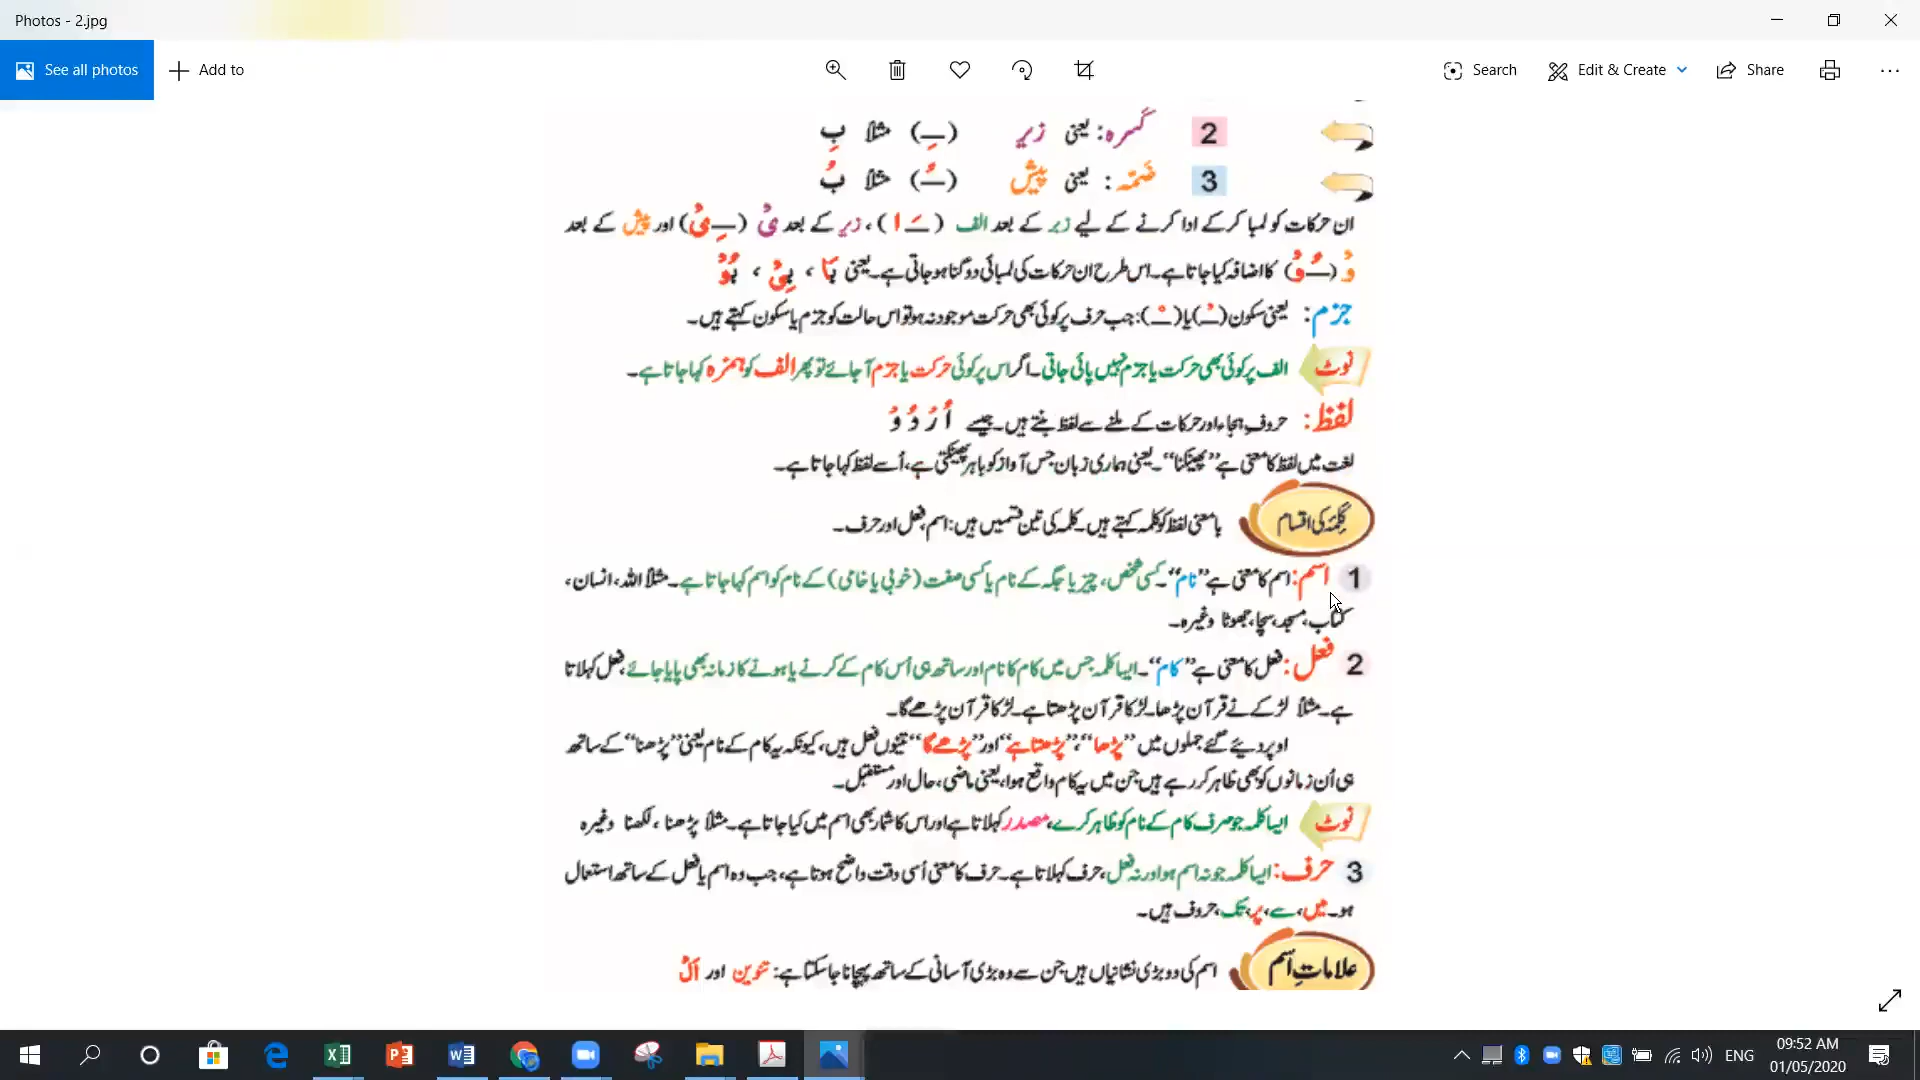 Photos - 2.jpg
See all photos
Add to
Search
Edit & Create
Share
2 کَسرہ: یعنی زیر (ـِ) مثلاً بِ
3 ضَمّہ: یعنی پیش (ـُ) مثلاً بُ
ان حرکات کو لمبا کر کے ادا کرنے کے لیے زبر کے بعد الف (ـَ ا)، زیر کے بعد یْ (ـِ یْ) اور پیش کے بعد
وْ (ـُ وْ) کا اضافہ کیا جاتا ہے۔ اس طرح ان حرکات کی لمبائی دو گنا ہو جاتی ہے۔ یعنی بَا ، بِیْ ، بُوْ
جزم: یعنی سکون (ـْ) یا (ـْ): جب حرف پر کوئی بھی حرکت موجود نہ ہو تو اس حالت کو جزم یا سکون کہتے ہیں۔
نوٹ الف پر کوئی بھی حرکت یا جزم نہیں پائی جاتی۔ اگر اس پر کوئی حرکت یا جزم آ جائے تو پھر الف کو ہمزہ کہا جاتا ہے۔
لفظ: حروفِ ہجاء اور حرکات کے ملنے سے لفظ بنتے ہیں۔ جیسے اُ رْ دُ وْ
لغت میں لفظ کا معنی ہے ”پھینکنا“۔ یعنی ہماری زبان جس آواز کو باہر پھینکتی ہے، اُسے لفظ کہا جاتا ہے۔
کلِمَہ کی اقسام بامعنی لفظ کو کلمہ کہتے ہیں۔ کلمہ کی تین قسمیں ہیں: اسم، فعل اور حرف۔
1 اسم: اسم کا معنی ہے ”نام“۔ کسی شخص، چیز یا جگہ کے نام یا کسی صفت (خوبی یا خامی) کے نام کو اسم کہا جاتا ہے۔ مثلاً اللہ، انسان،
کتاب، مسجد، سچا، جھوٹا وغیرہ۔
2 فعل: فعل کا معنی ہے ”کام“۔ ایسا کلمہ جس میں کام کا نام اور ساتھ ہی اُس کام کے کرنے یا ہونے کا زمانہ بھی پایا جائے، فعل کہلاتا
ہے۔ مثلاً لڑکے نے قرآن پڑھا۔ لڑکا قرآن پڑھتا ہے۔ لڑکا قرآن پڑھے گا۔
اوپر دیئے گئے جملوں میں ”پڑھا“، ”پڑھتا ہے“ اور ”پڑھے گا“ تینوں فعل ہیں، کیونکہ یہ کام کے نام یعنی ”پڑھنا“ کے ساتھ
ہی اُن زمانوں کو بھی ظاہر کر رہے ہیں جن میں یہ کام واقع ہوا، یعنی ماضی، حال اور مستقبل۔
نوٹ ایسا کلمہ جو صرف کام کے نام کو ظاہر کرے، مصدر کہلاتا ہے اور اس کا شمار بھی اسم میں کیا جاتا ہے۔ مثلاً پڑھنا، لکھنا وغیرہ
3 حرف: ایسا کلمہ جو نہ اسم ہو اور نہ فعل، حرف کہلاتا ہے۔ حرف کا معنی اُسی وقت واضح ہوتا ہے، جب وہ اسم یا فعل کے ساتھ استعمال
ہو۔ میں، سے، پر، تک، حروف ہیں۔
علاماتِ اسم اسم کی دو بڑی نشانیاں ہیں جن سے وہ بڑی آسانی کے ساتھ پہچانا جا سکتا ہے: تنوین اور اَلْ
ENG
09:52 AM
01/05/2020